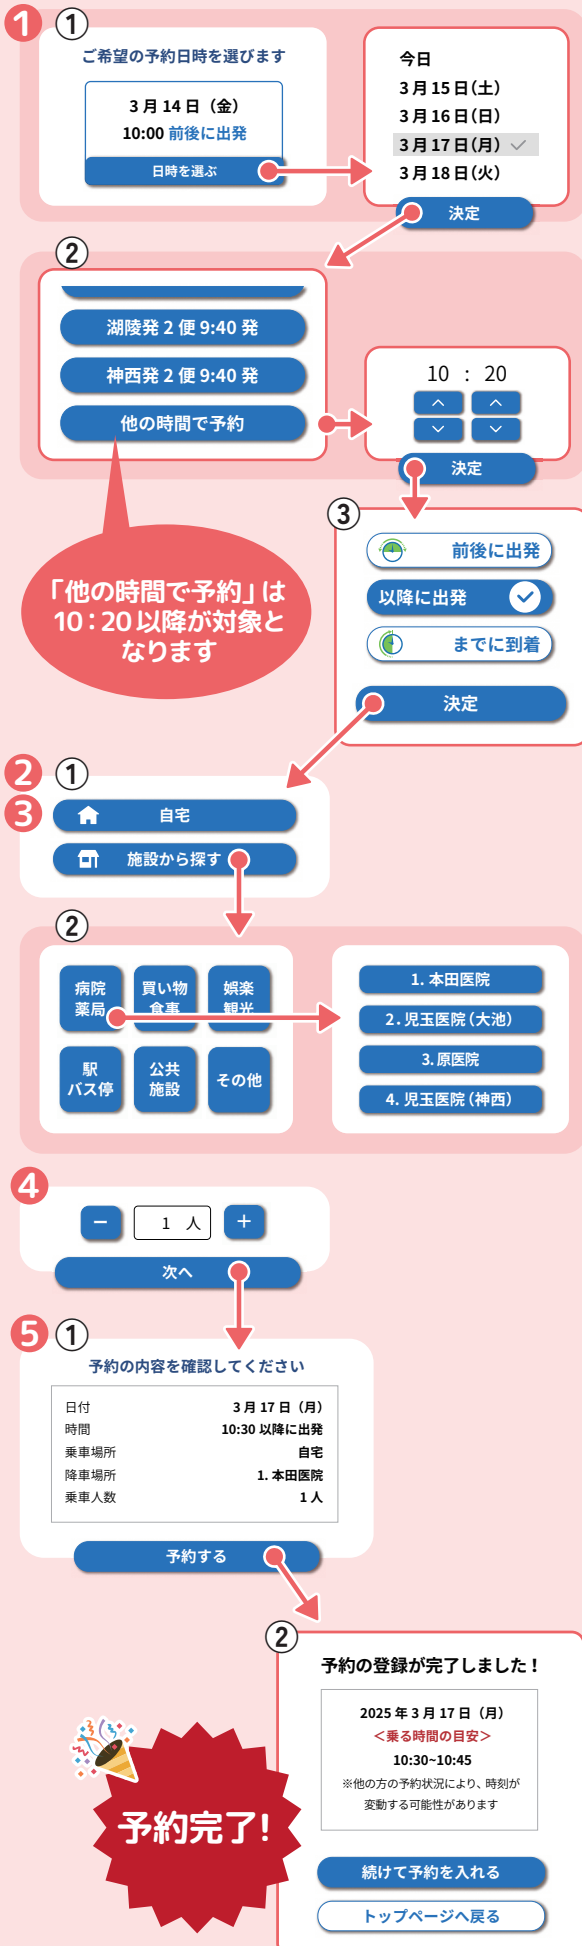 1
①
ご希望の予約日時を選びます
3月14日（金）
10:00 前後に出発
日時を選ぶ
今日
3月15日（土）
3月16日（日）
3月17日（月）
3月18日（火）
決定
②
湖陵発2便 9:40発
神西発2便 9:40発
他の時間で予約
10 : 20
決定
「他の時間で予約」は
10：20以降が対象と
なります
③
前後に出発
以降に出発
までに到着
決定
2
①
3
自宅
施設から探す
②
病院
薬局
買い物
食事
娯楽
観光
駅
バス停
公共
施設
その他
1. 本田医院
2. 児玉医院（大池）
3. 原医院
4. 児玉医院（神西）
4
− 1 人 +
次へ
5
①
予約の内容を確認してください
日付 3月17日（月）
時間 10:30 以降に出発
乗車場所 自宅
降車場所 1. 本田医院
乗車人数 1人
予約する
②
予約の登録が完了しました！
2025年3月17日（月）
＜乗る時間の目安＞
10:30~10:45
※他の方の予約状況により、時刻が
変動する可能性があります
予約完了!
続けて予約を入れる
トップページへ戻る